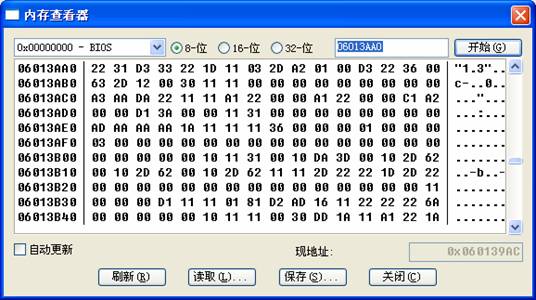 内存查看器
0x00000000 - BIOS 8-位 16-位 32-位 06013AA0 开始(G)
06013AA0 22 31 D3 33 22 1D 11 03 2D A2 01 00 D3 22 36 00 "1.3"..
06013AB0 63 2D 12 00 30 11 11 00 00 00 00 00 00 00 00 00 c-..0..
06013AC0 A3 AA DA 22 11 11 A1 22 00 00 A1 22 00 00 C1 A2 ..."...
06013AD0 00 00 D1 3A 00 00 11 31 00 00 00 00 00 00 00 00 ...:...
06013AE0 AD AA AA AA 1A 11 11 11 36 00 00 00 01 00 00 00 .......
06013AF0 03 00 00 00 00 00 00 00 00 00 00 00 00 00 00 00 .......
06013B00 00 00 00 00 00 10 11 31 00 10 DA 3D 00 10 2D 62 .......
06013B10 00 10 2D 62 00 10 2D 62 11 11 2D 22 22 1D 2D 22 ..-b..-
06013B20 00 00 00 00 00 00 00 00 00 00 00 00 00 00 00 11 .......
06013B30 00 00 00 D1 11 11 01 81 D2 AD 16 11 22 22 22 6A .......
06013B40 00 00 00 00 10 00 11 11 00 30 DD 1A 11 A1 22 1A .......
自动更新 现地址: 0x060139AC
刷新(R) 读取(L)... 保存(S)... 关闭(C)